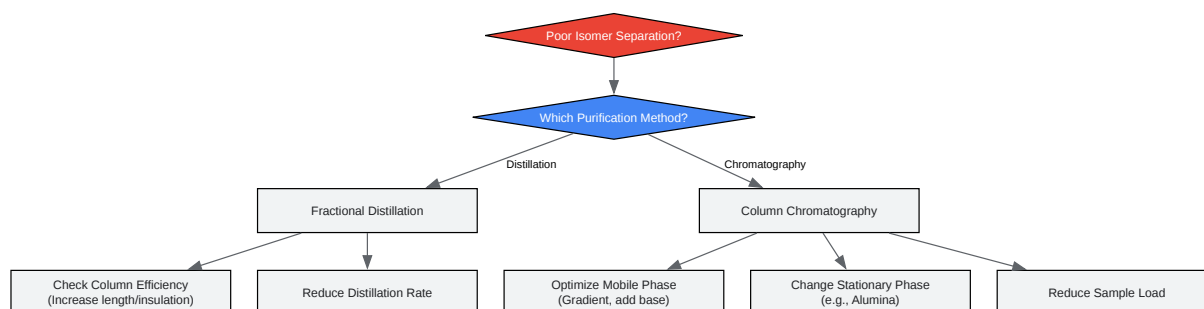 Poor Isomer Separation?
Which Purification Method?
Distillation
Chromatography
Fractional Distillation
Column Chromatography
Check Column Efficiency
(Increase length/insulation)
Reduce Distillation Rate
Optimize Mobile Phase
(Gradient, add base)
Change Stationary Phase
(e.g., Alumina)
Reduce Sample Load